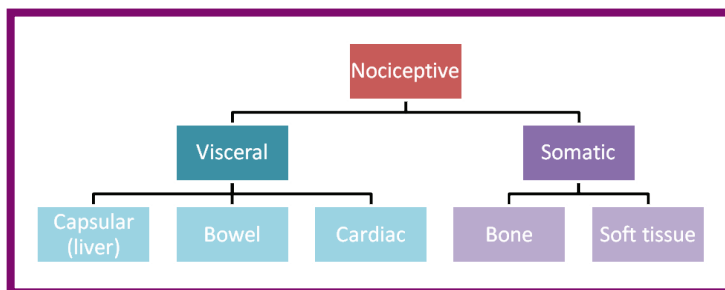 Nociceptive
Visceral
Somatic
Capsular
(liver)
Bowel
Cardiac
Bone
Soft tissue